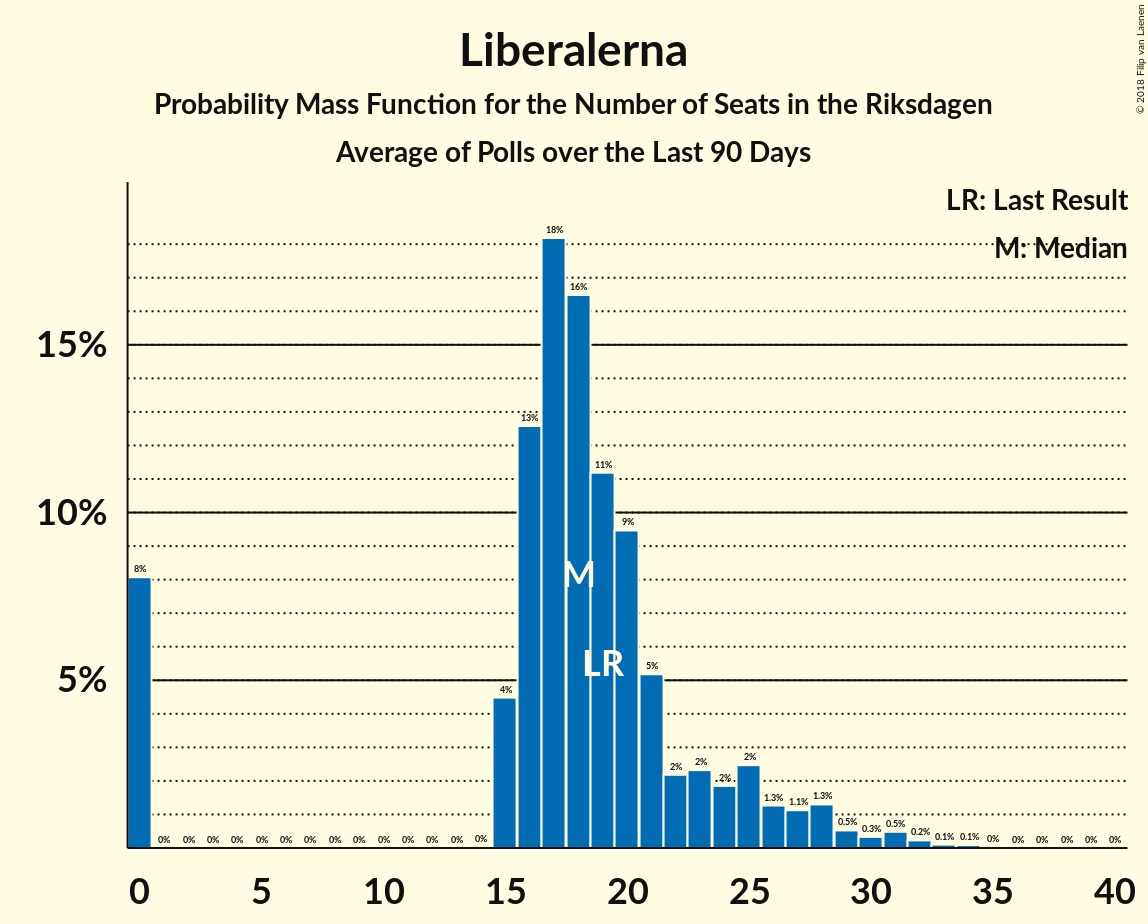 Liberalerna
Probability Mass Function for the Number of Seats in the Riksdagen
Average of Polls over the Last 90 Days
© 2018 Filip van Laenen
LR: Last Result
M: Median
15%
10%
5%
8% 0% 0% 0% 0% 0% 0% 0% 0% 0% 0% 0% 0% 0% 0% 4% 13% 18% 16% 11% 9% 5% 2% 2% 2% 2% 1.3% 1.1% 1.3% 0.5% 0.3% 0.5% 0.2% 0.1% 0.1% 0% 0% 0% 0% 0% 0%
M
LR
0 5 10 15 20 25 30 35 40